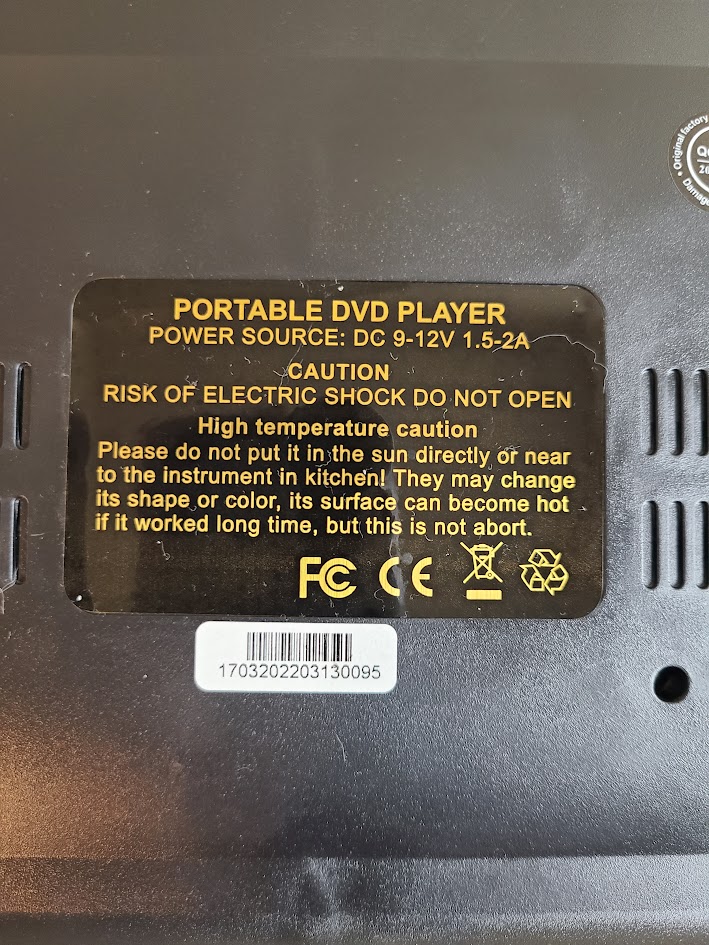 PORTABLE DVD PLAYER
POWER SOURCE: DC 9-12V 1.5-2A
CAUTION
RISK OF ELECTRIC SHOCK DO NOT OPEN
High temperature caution
Please do not put it in the sun directly or near
to the instrument in kitchen! They may change
its shape or color, its surface can become hot
if it worked long time, but this is not abort.
FC CE
1703202203130095
Original factory